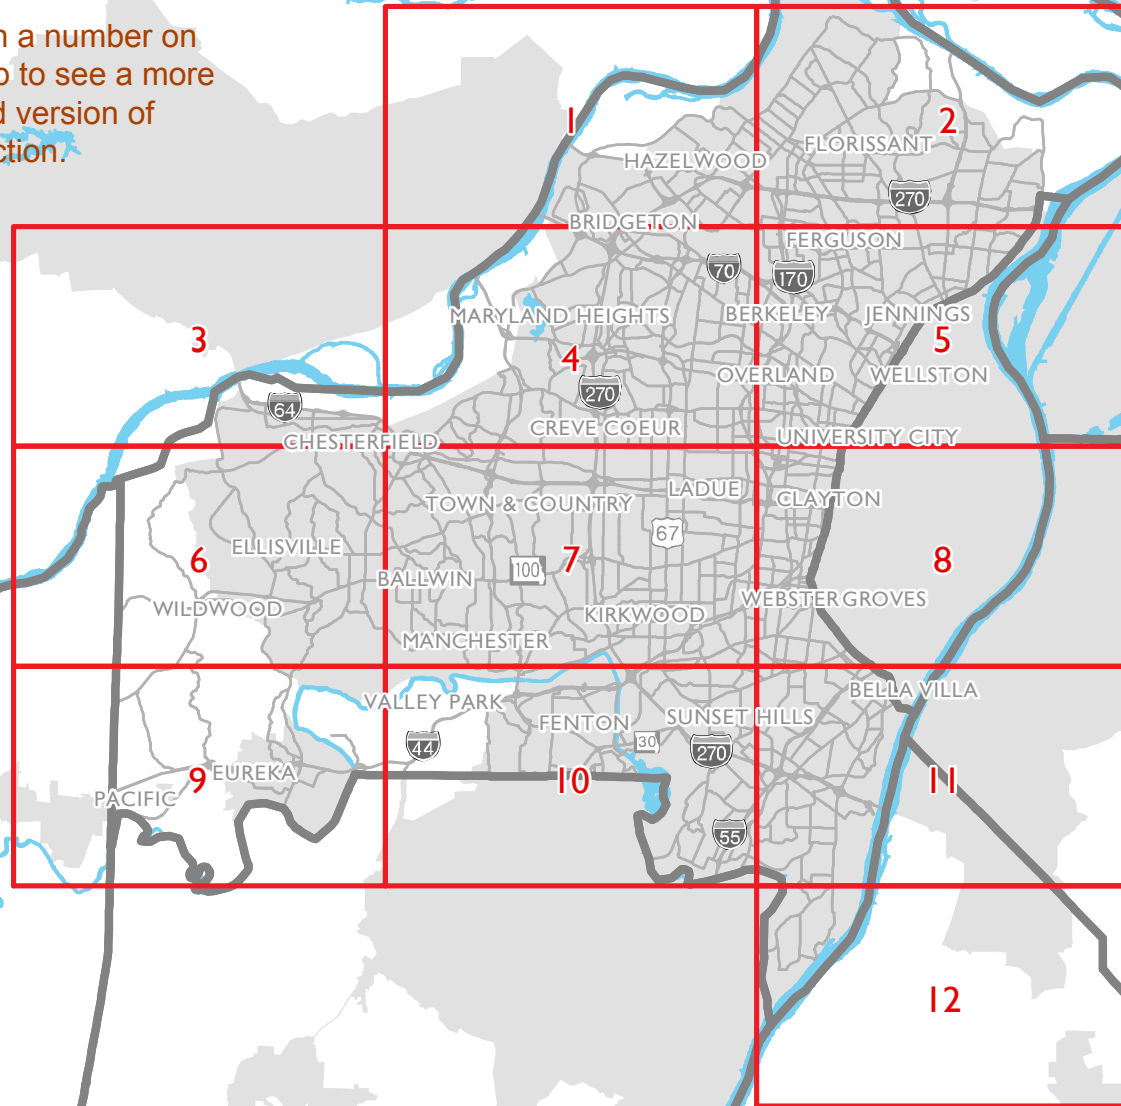 n a number on
o to see a more
d version of
ction.
1
2
FLORISSANT
HAZELWOOD
270
BRIDGETON
FERGUSON
70
170
MARYLAND HEIGHTS
BERKELEY
JENNINGS
3
4
5
OVERLAND
WELLSTON
270
64
CREVE COEUR
CHESTERFIELD
UNIVERSITY CITY
LADUE
CLAYTON
TOWN & COUNTRY
67
ELLISVILLE
6
7
8
100
BALLWIN
WEBSTER GROVES
WILDWOOD
KIRKWOOD
MANCHESTER
BELLA VILLA
VALLEY PARK
FENTON
SUNSET HILLS
44
30
270
EUREKA
9
10
11
PACIFIC
55
12